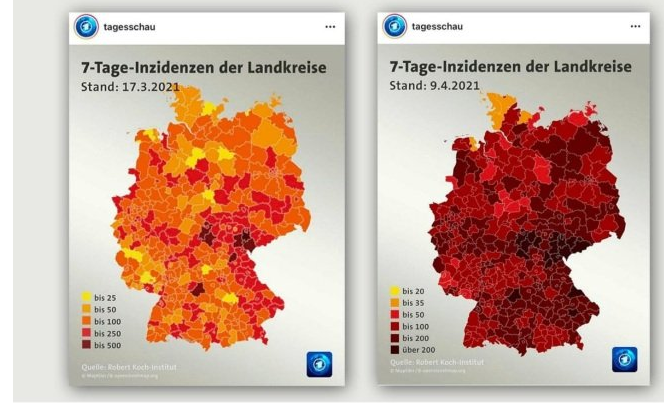 tagesschau
7-Tage-Inzidenzen der Landkreise
Stand: 17.3.2021
bis 25
bis 50
bis 100
bis 250
bis 500
Quelle: Robert Koch-Institut
tagesschau
7-Tage-Inzidenzen der Landkreise
Stand: 9.4.2021
bis 20
bis 35
bis 50
bis 100
bis 200
über 200
Quelle: Robert Koch-Institut